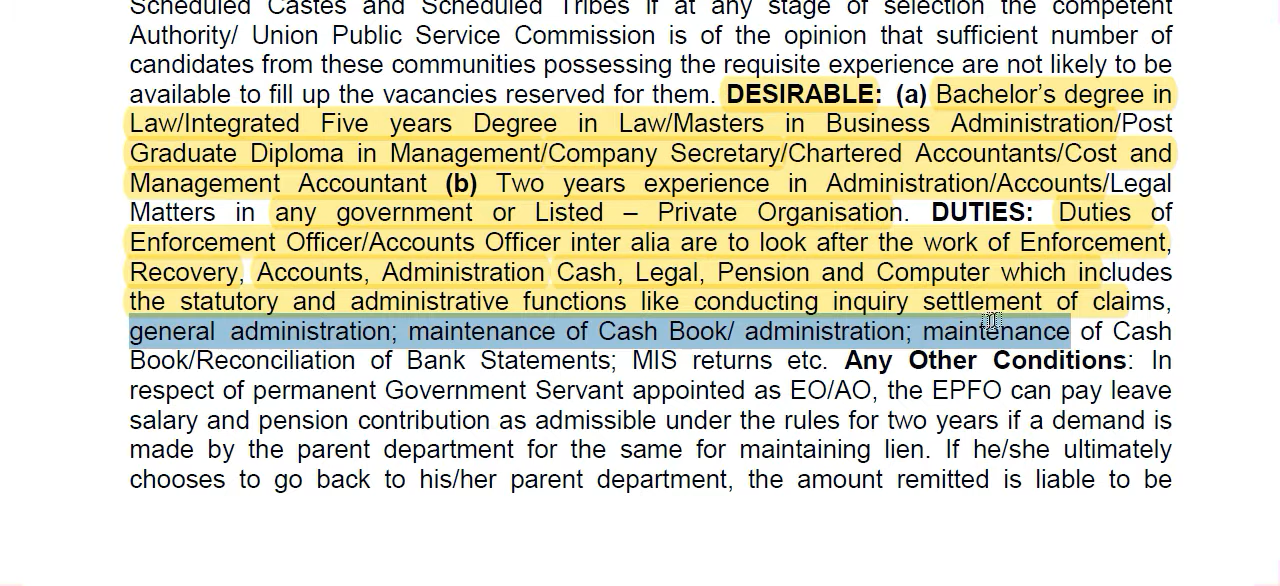 Scheduled Castes and Scheduled Tribes if at any stage of selection the competent
Authority/ Union Public Service Commission is of the opinion that sufficient number of
candidates from these communities possessing the requisite experience are not likely to be
available to fill up the vacancies reserved for them. DESIRABLE: (a) Bachelor’s degree in
Law/Integrated Five years Degree in Law/Masters in Business Administration/Post
Graduate Diploma in Management/Company Secretary/Chartered Accountants/Cost and
Management Accountant (b) Two years experience in Administration/Accounts/Legal
Matters in any government or Listed – Private Organisation. DUTIES: Duties of
Enforcement Officer/Accounts Officer inter alia are to look after the work of Enforcement,
Recovery, Accounts, Administration Cash, Legal, Pension and Computer which includes
the statutory and administrative functions like conducting inquiry settlement of claims,
general administration; maintenance of Cash Book/ administration; maintenance of Cash
Book/Reconciliation of Bank Statements; MIS returns etc. Any Other Conditions: In
respect of permanent Government Servant appointed as EO/AO, the EPFO can pay leave
salary and pension contribution as admissible under the rules for two years if a demand is
made by the parent department for the same for maintaining lien. If he/she ultimately
chooses to go back to his/her parent department, the amount remitted is liable to be